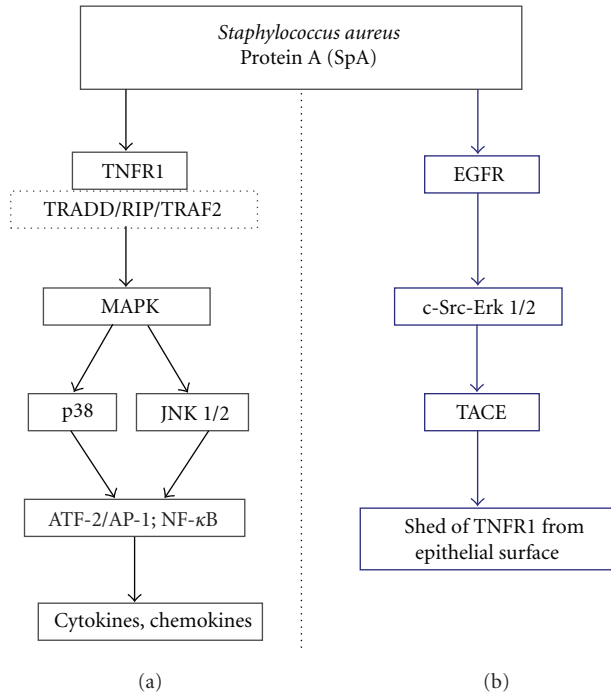 Staphylococcus aureus
Protein A (SpA)
TNFR1
TRADD/RIP/TRAF2
MAPK
p38
JNK 1/2
ATF-2/AP-1; NF-κB
Cytokines, chemokines
(a)
EGFR
c-Src-Erk 1/2
TACE
Shed of TNFR1 from
epithelial surface
(b)